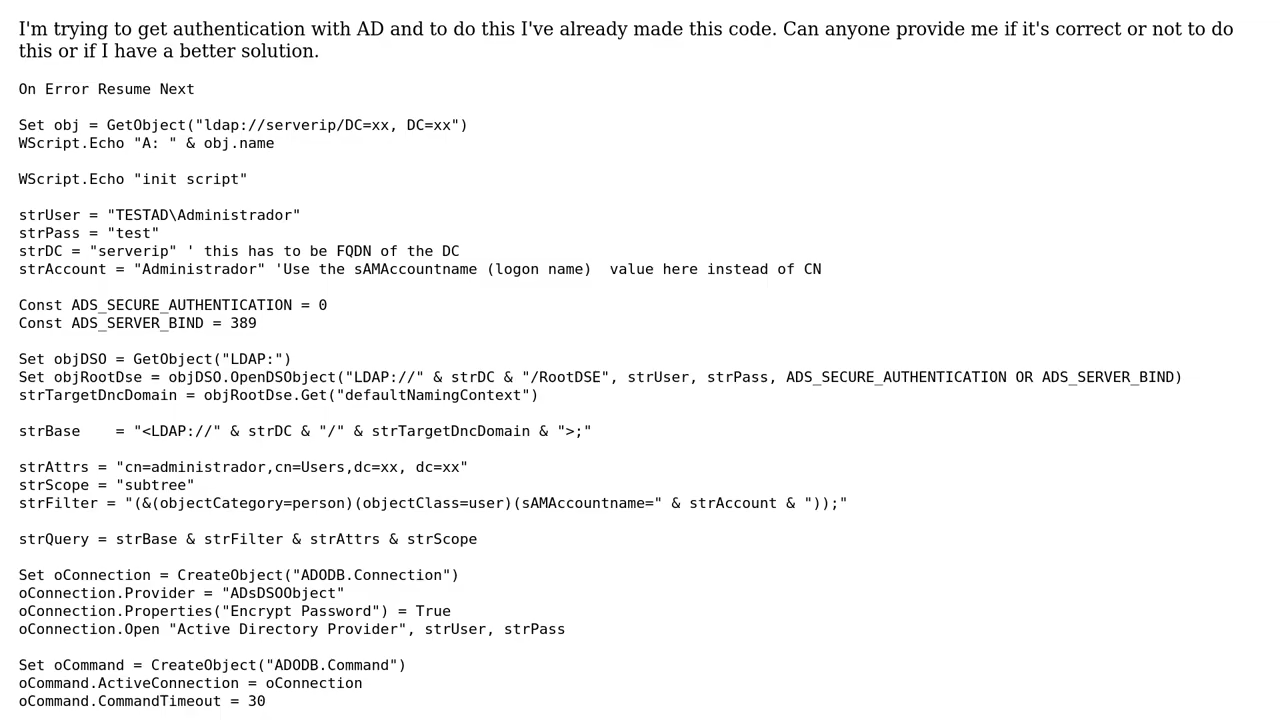 I'm trying to get authentication with AD and to do this I've already made this code. Can anyone provide me if it's correct or not to do
this or if I have a better solution.
On Error Resume Next
Set obj = GetObject("ldap://serverip/DC=xx, DC=xx")
WScript.Echo "A: " & obj.name
WScript.Echo "init script"
strUser = "TESTAD\Administrador"
strPass = "test"
strDC = "serverip" ' this has to be FQDN of the DC
strAccount = "Administrador" 'Use the sAMAccountname (logon name)  value here instead of CN
Const ADS_SECURE_AUTHENTICATION = 0
Const ADS_SERVER_BIND = 389
Set objDSO = GetObject("LDAP:")
Set objRootDse = objDSO.OpenDSObject("LDAP://" & strDC & "/RootDSE", strUser, strPass, ADS_SECURE_AUTHENTICATION OR ADS_SERVER_BIND)
strTargetDncDomain = objRootDse.Get("defaultNamingContext")
strBase    = "<LDAP://" & strDC & "/" & strTargetDncDomain & ">;"
strAttrs = "cn=administrador,cn=Users,dc=xx, dc=xx"
strScope = "subtree"
strFilter = "(&(objectCategory=person)(objectClass=user)(sAMAccountname=" & strAccount & "));"
strQuery = strBase & strFilter & strAttrs & strScope
Set oConnection = CreateObject("ADODB.Connection")
oConnection.Provider = "ADsDSOObject"
oConnection.Properties("Encrypt Password") = True
oConnection.Open "Active Directory Provider", strUser, strPass
Set oCommand = CreateObject("ADODB.Command")
oCommand.ActiveConnection = oConnection
oCommand.CommandTimeout = 30